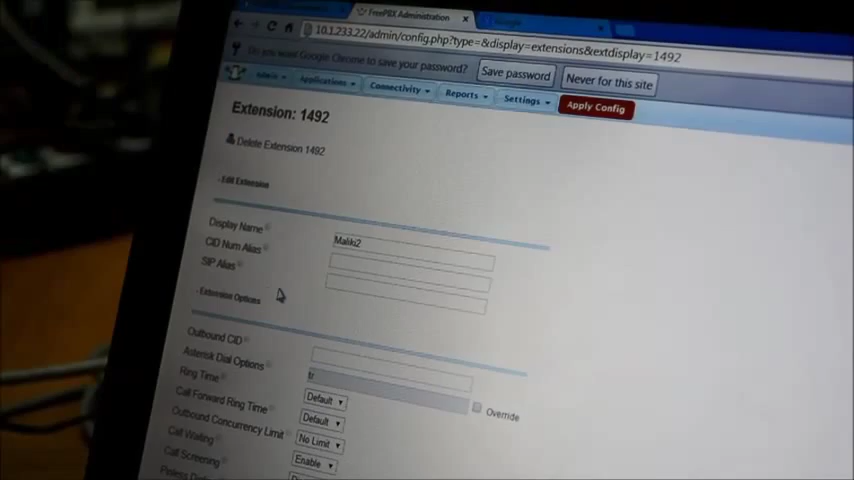 FreePBX Administration
Google
10.1.233.22/admin/config.php?type=&display=extensions&extdisplay=1492
Do you want Google Chrome to save your password? Save password Never for this site
Admin Applications Connectivity Reports Settings Apply Config
Extension: 1492
Delete Extension 1492
- Edit Extension
Display Name Maliki2
CID Num Alias
SIP Alias
- Extension Options
Outbound CID
Asterisk Dial Options tr Override
Ring Time Default
Call Forward Ring Time Default
Outbound Concurrency Limit No Limit
Call Waiting Enable
Call Screening